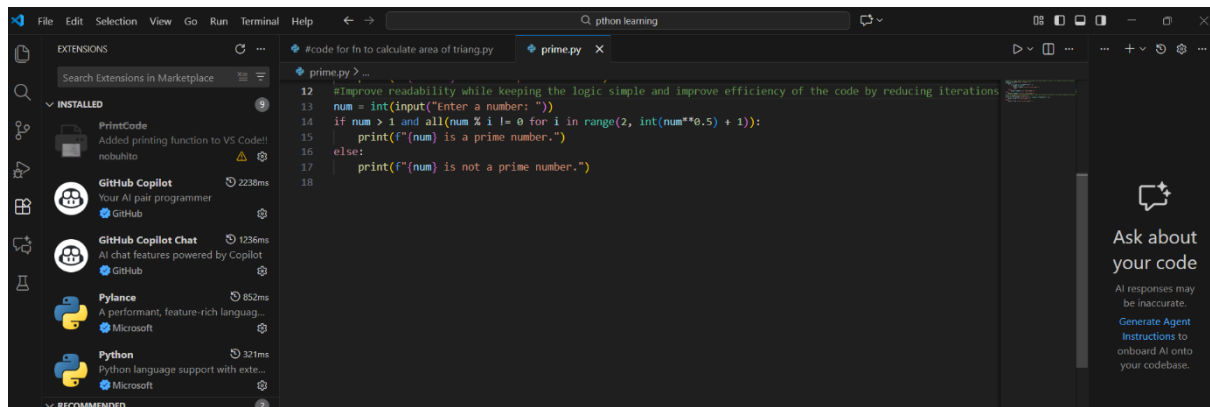 File Edit Selection View Go Run Terminal Help
pthon learning
EXTENSIONS
Search Extensions in Marketplace
INSTALLED 9
PrintCode
Added printing function to VS Code!!
nobuhito
GitHub Copilot 2238ms
Your AI pair programmer
GitHub
GitHub Copilot Chat 1236ms
AI chat features powered by Copilot
GitHub
Pylance 852ms
A performant, feature-rich languag...
Microsoft
Python 321ms
Python language support with exte...
Microsoft
RECOMMENDED 2
#code for fn to calculate area of triang.py prime.py
prime.py > ...
12 #Improve readability while keeping the logic simple and improve efficiency of the code by reducing iterations
13 num = int(input("Enter a number: "))
14 if num > 1 and all(num % i != 0 for i in range(2, int(num**0.5) + 1)):
15 print(f"{num} is a prime number.")
16 else:
17 print(f"{num} is not a prime number.")
18
Ask about
your code
AI responses may
be inaccurate.
Generate Agent
Instructions to
onboard AI onto
your codebase.